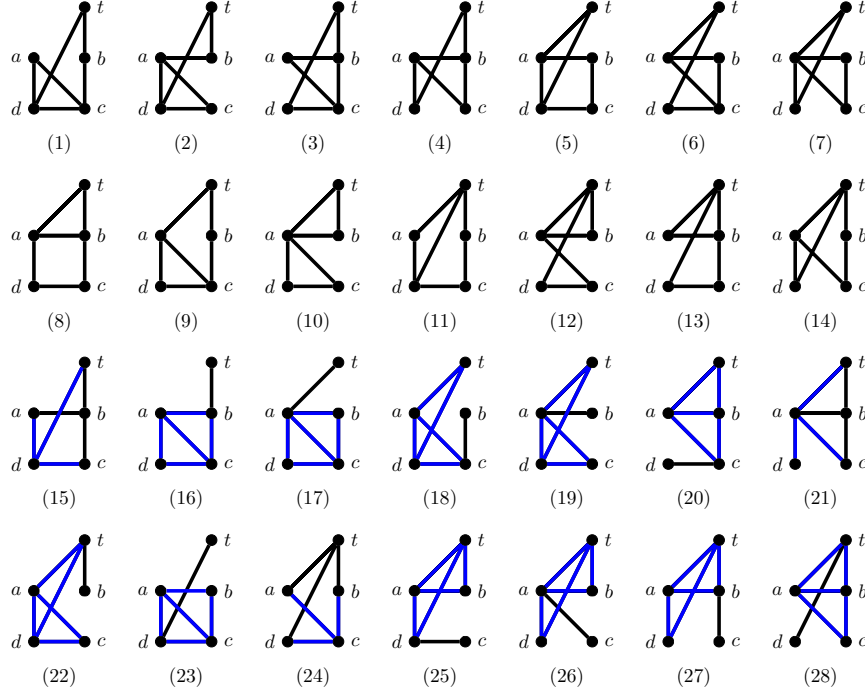 t t t t t t t
a b a b a b a b a b a b a b
d c d c d c d c d c d c d c
(1) (2) (3) (4) (5) (6) (7)
t t t t t t t
a b a b a b a b a b a b a b
d c d c d c d c d c d c d c
(8) (9) (10) (11) (12) (13) (14)
t t t t t t t
a b a b a b a b a b a b a b
d c d c d c d c d c d c d c
(15) (16) (17) (18) (19) (20) (21)
t t t t t t t
a b a b a b a b a b a b a b
d c d c d c d c d c d c d c
(22) (23) (24) (25) (26) (27) (28)